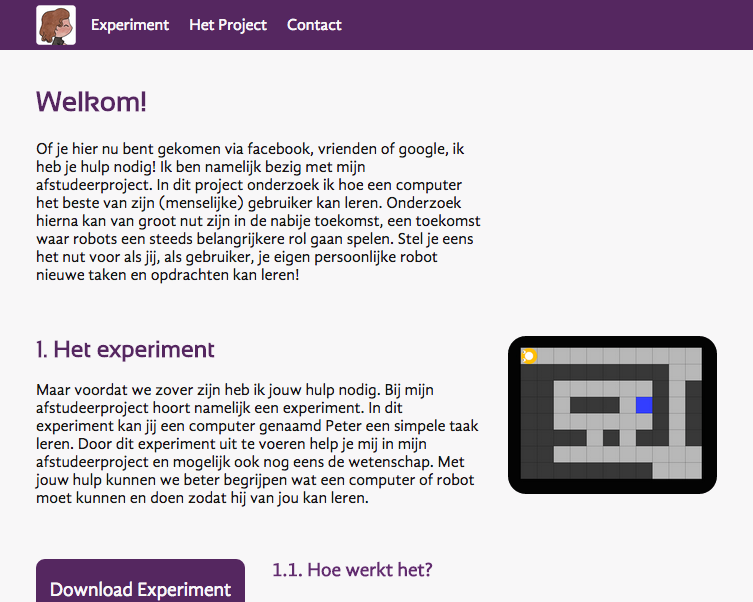 Experiment Het Project Contact
Welkom!
Of je hier nu bent gekomen via facebook, vrienden of google, ik
heb je hulp nodig! Ik ben namelijk bezig met mijn
afstudeerproject. In dit project onderzoek ik hoe een computer
het beste van zijn (menselijke) gebruiker kan leren. Onderzoek
hierna kan van groot nut zijn in de nabije toekomst, een toekomst
waar robots een steeds belangrijkere rol gaan spelen. Stel je eens
het nut voor als jij, als gebruiker, je eigen persoonlijke robot
nieuwe taken en opdrachten kan leren!
1. Het experiment
Maar voordat we zover zijn heb ik jouw hulp nodig. Bij mijn
afstudeerproject hoort namelijk een experiment. In dit
experiment kan jij een computer genaamd Peter een simpele taak
leren. Door dit experiment uit te voeren help je mij in mijn
afstudeerproject en mogelijk ook nog eens de wetenschap. Met
jouw hulp kunnen we beter begrijpen wat een computer of robot
moet kunnen en doen zodat hij van jou kan leren.
1.1. Hoe werkt het?
Download Experiment